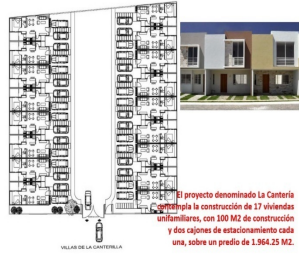 El proyecto denominado La Cantería
contempla la construcción de 17 viviendas
unifamiliares, con 100 M2 de construcción
y dos cajones de estacionamiento cada
una, sobre un predio de 1.964.25 M2.
VILLAS DE LA CANTERILLA